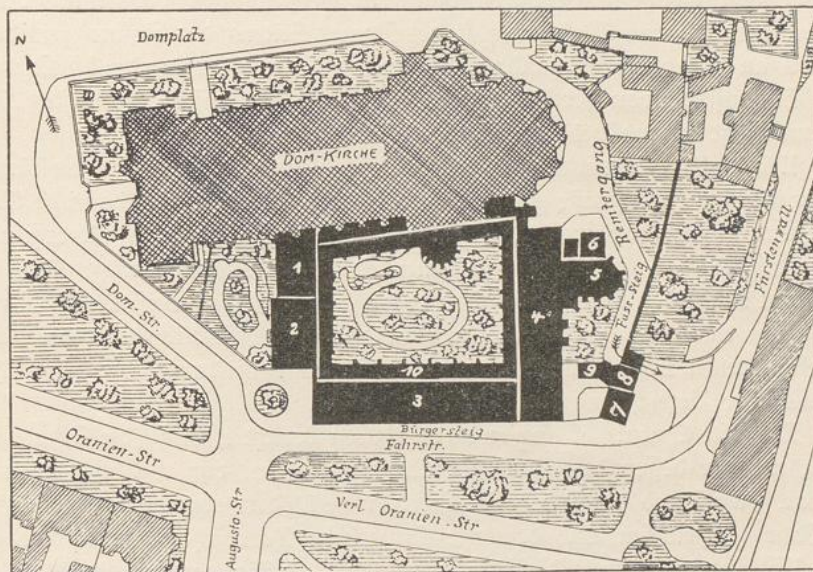 Domplatz
N
DOM-KIRCHE
Remtergang
Fürstenwall
1
6
5
2
4
Dom-Str
Fuss-Steig
10
9
8
3
7
Bürgersteig
Fahrstr.
Oranien-Str
Verl Oranien-Str
Augusta-Str